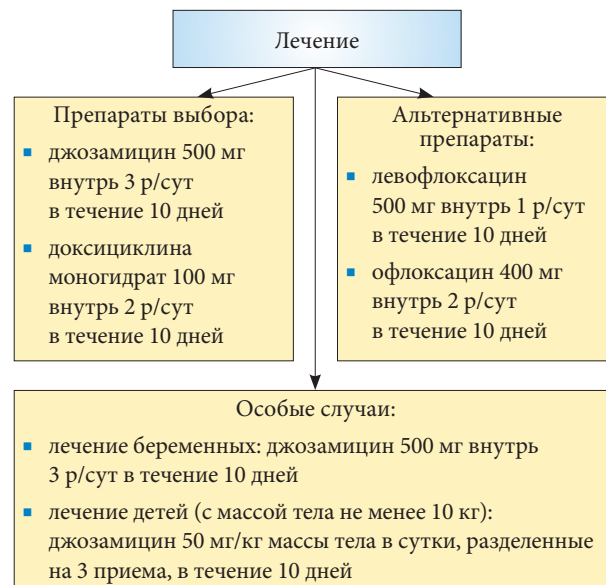 Лечение
Препараты выбора:
■ джозамицин 500 мг
внутрь 3 р/сут
в течение 10 дней
■ доксициклина
моногидрат 100 мг
внутрь 2 р/сут
в течение 10 дней
Альтернативные
препараты:
■ левофлоксацин
500 мг внутрь 1 р/сут
в течение 10 дней
■ офлоксацин 400 мг
внутрь 2 р/сут
в течение 10 дней
Особые случаи:
■ лечение беременных: джозамицин 500 мг внутрь
3 р/сут в течение 10 дней
■ лечение детей (с массой тела не менее 10 кг):
джозамицин 50 мг/кг массы тела в сутки, разделенные
на 3 приема, в течение 10 дней